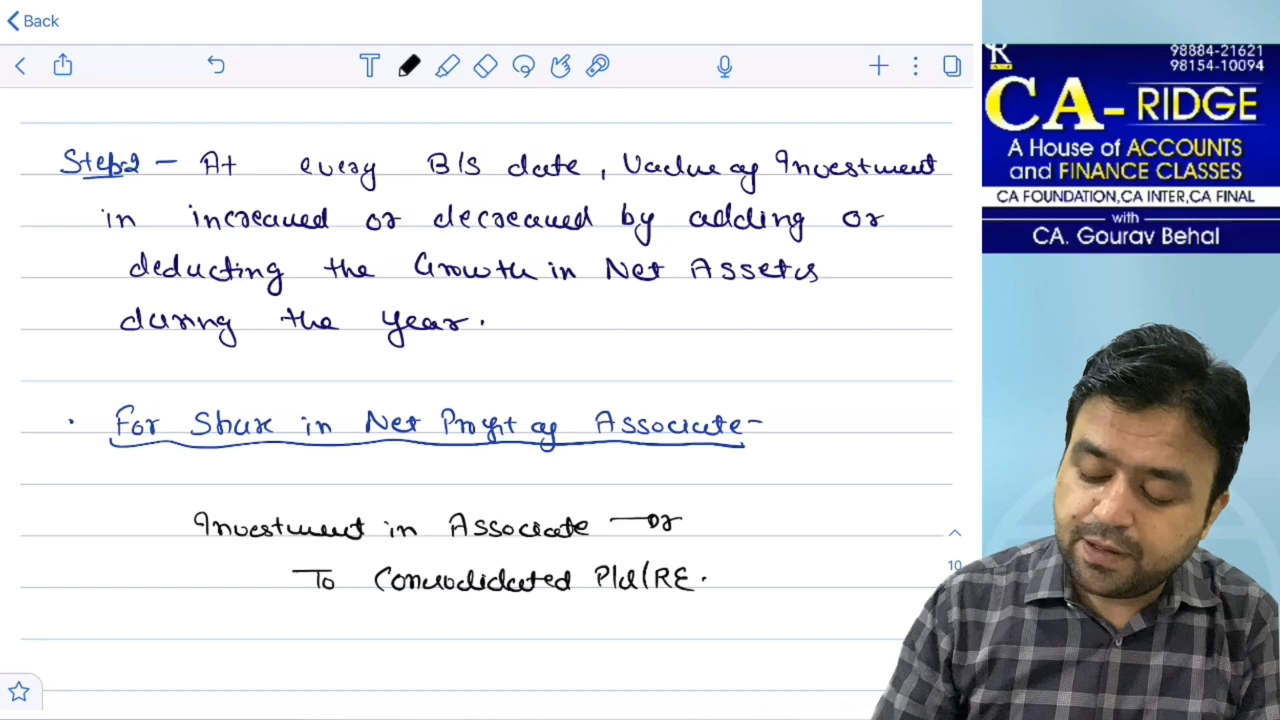 Back
Step-2 - At every B/S date, Value of Investment
is increased or decreased by adding or
deducting the Growth in Net Assets
during the year.
For Share in Net Profit of Associate-
Investment in Associate - Dr
To Consolidated P/L/RE.
10
98884-21621
98154-10094
CA-RIDGE
A House of ACCOUNTS
and FINANCE CLASSES
CA FOUNDATION,CA INTER,CA FINAL
with
CA. Gourav Behal